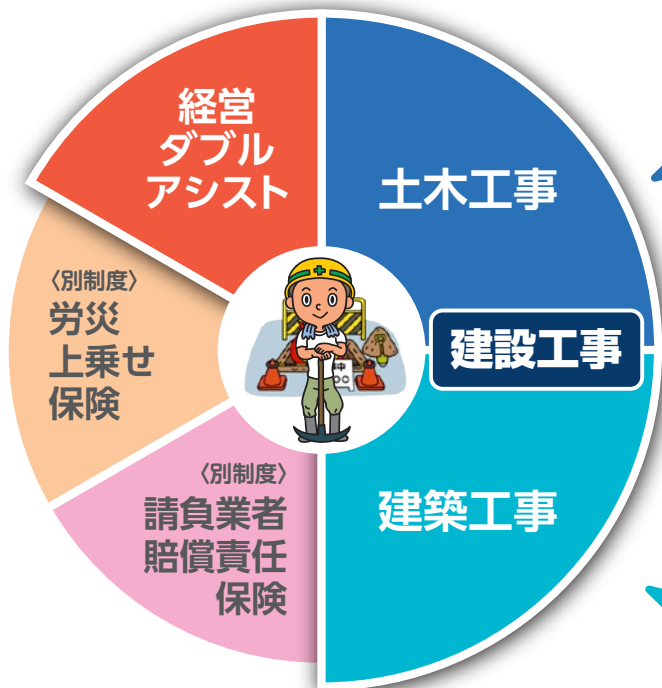 経営
ダブル
アシスト
土木工事
建設工事
建築工事
〈別制度〉
請負業者
賠償責任
保険
〈別制度〉
労災
上乗せ
保険
中